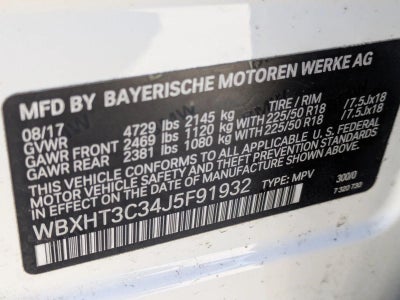 MFD BY BAYERISCHE MOTOREN WERKE AG
08/17 TIRE / RIM
GVWR 4729 lbs 2145 kg
GAWR FRONT 2469 lbs 1120 kg WITH 225/50 R18 /7.5Jx18
GAWR REAR 2381 lbs 1080 kg WITH 225/50 R18 /7.5Jx18
THIS VEHICLE CONFORMS TO ALL APPLICABLE U.S. FEDERAL
MOTOR VEHICLE SAFETY AND THEFT PREVENTION STANDARDS IN
EFFECT ON THE DATE OF MANUFACTURE SHOWN ABOVE.
WBXHT3C34J5F91932 TYPE: MPV 300/0
7 320 730